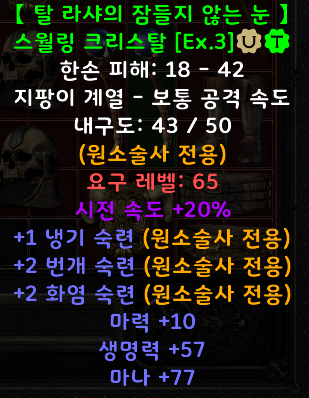 【 탈 라샤의 잠들지 않는 눈 】
스월링 크리스탈 [Ex.3] U T
한손 피해: 18 - 42
지팡이 계열 - 보통 공격 속도
내구도: 43 / 50
(원소술사 전용)
요구 레벨: 65
시전 속도 +20%
+1 냉기 숙련 (원소술사 전용)
+2 번개 숙련 (원소술사 전용)
+2 화염 숙련 (원소술사 전용)
마력 +10
생명력 +57
마나 +77